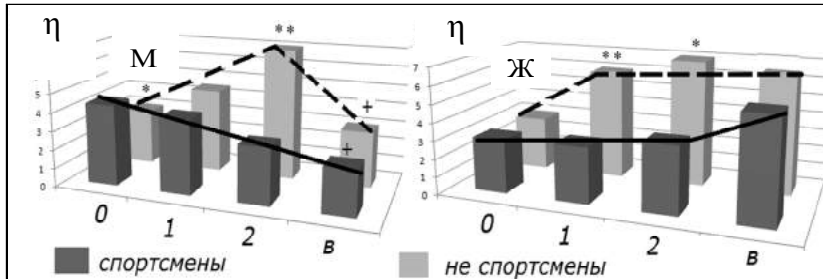 η М
* ** + +
5
4
3
2
1
0
0 1 2 в
спортсмены
η Ж
** *
7
6
5
4
3
2
1
0
0 1 2 в
не спортсмены